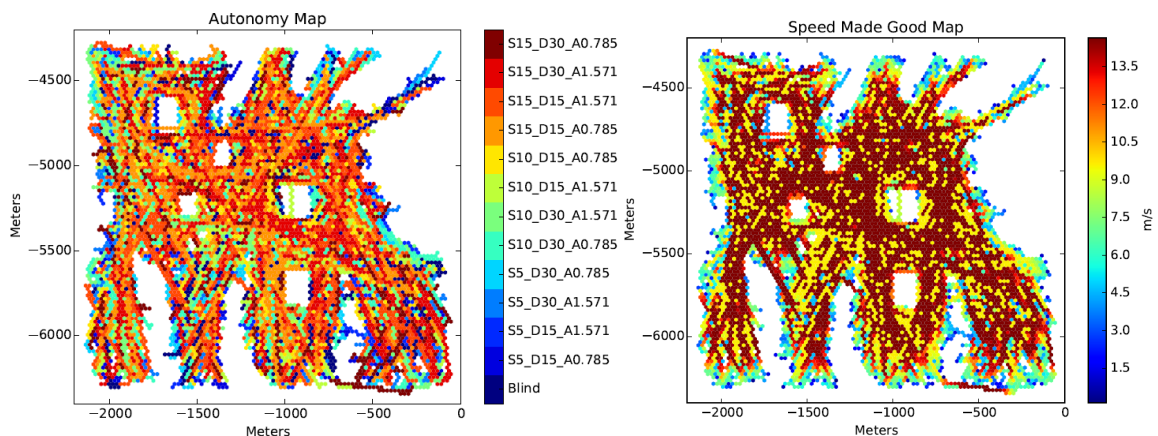 Autonomy Map
−4500
−5000
−5500
−6000
Meters
−2000
−1500
−1000
−500
0
Meters
S15_D30_A0.785
S15_D30_A1.571
S15_D15_A1.571
S15_D15_A0.785
S10_D15_A0.785
S10_D15_A1.571
S10_D30_A1.571
S10_D30_A0.785
S5_D30_A0.785
S5_D30_A1.571
S5_D15_A1.571
S5_D15_A0.785
Blind
Speed Made Good Map
−4500
−5000
−5500
−6000
Meters
−2000
−1500
−1000
−500
0
Meters
13.5
12.0
10.5
9.0
7.5
6.0
4.5
3.0
1.5
m/s